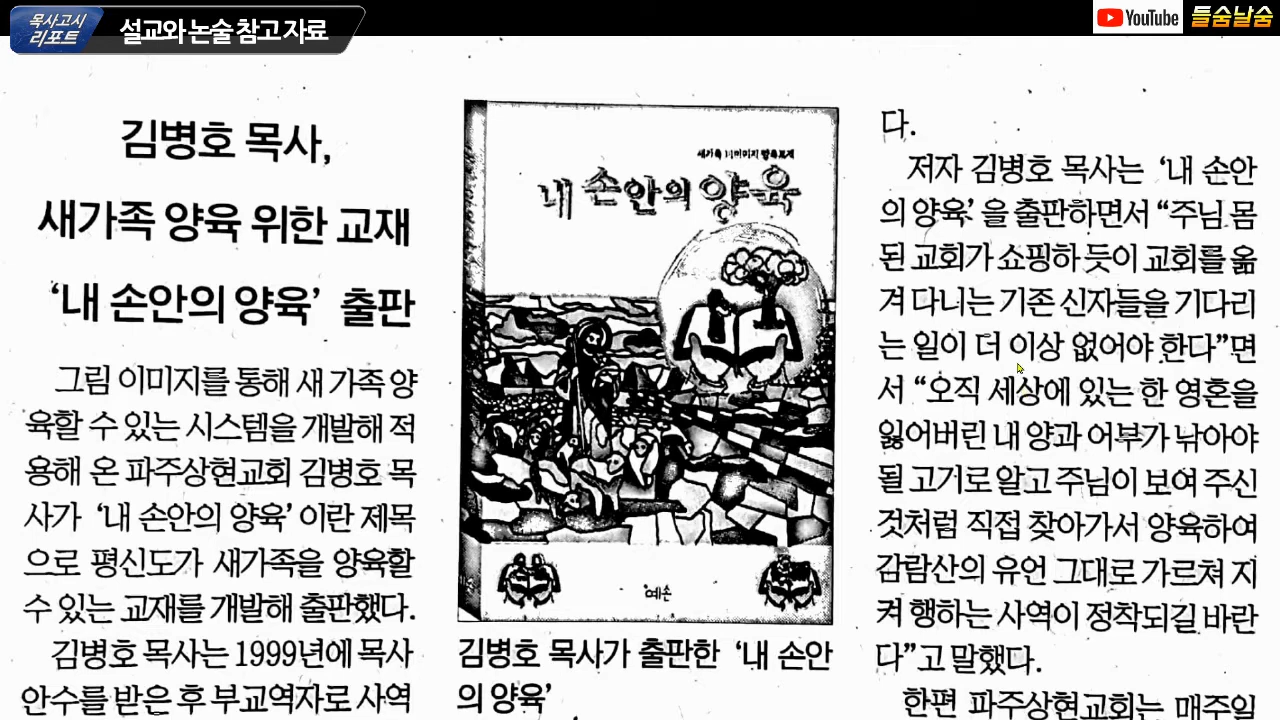 목사고시
리포트
설교와 논술 참고 자료
YouTube
들숨날숨
김병호 목사,
새가족 양육 위한 교재
‘내 손안의 양육’ 출판
그림 이미지를 통해 새 가족 양
육할 수 있는 시스템을 개발해 적
용해 온 파주상현교회 김병호 목
사가 ‘내 손안의 양육’이란 제목
으로 평신도가 새가족을 양육할
수 있는 교재를 개발해 출판했다.
김병호 목사는 1999년에 목사
안수를 받은 후 부교역자로 사역
새가족 이미지 양육교재
내 손안의 양육
예손
김병호 목사가 출판한 ‘내 손안
의 양육’
다.
저자 김병호 목사는 ‘내 손안
의 양육’을 출판하면서 “주님 몸
된 교회가 쇼핑하 듯이 교회를 옮
겨 다니는 기존 신자들을 기다리
는 일이 더 이상 없어야 한다”면
서 “오직 세상에 있는 한 영혼을
잃어버린 내 양과 어부가 낚아야
될 고거로 알고 주님이 보여 주신
것처럼 직접 찾아가서 양육하여
감람산의 유언 그대로 가르쳐 지
켜 행하는 사역이 정착되길 바란
다”고 말했다.
한편 파주상현교회는 매주일